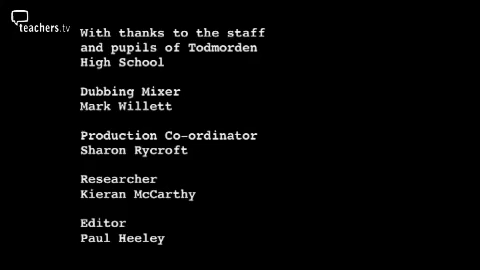 teachers.tv
With thanks to the staff
and pupils of Todmorden
High School
Dubbing Mixer
Mark Willett
Production Co-ordinator
Sharon Rycroft
Researcher
Kieran McCarthy
Editor
Paul Heeley